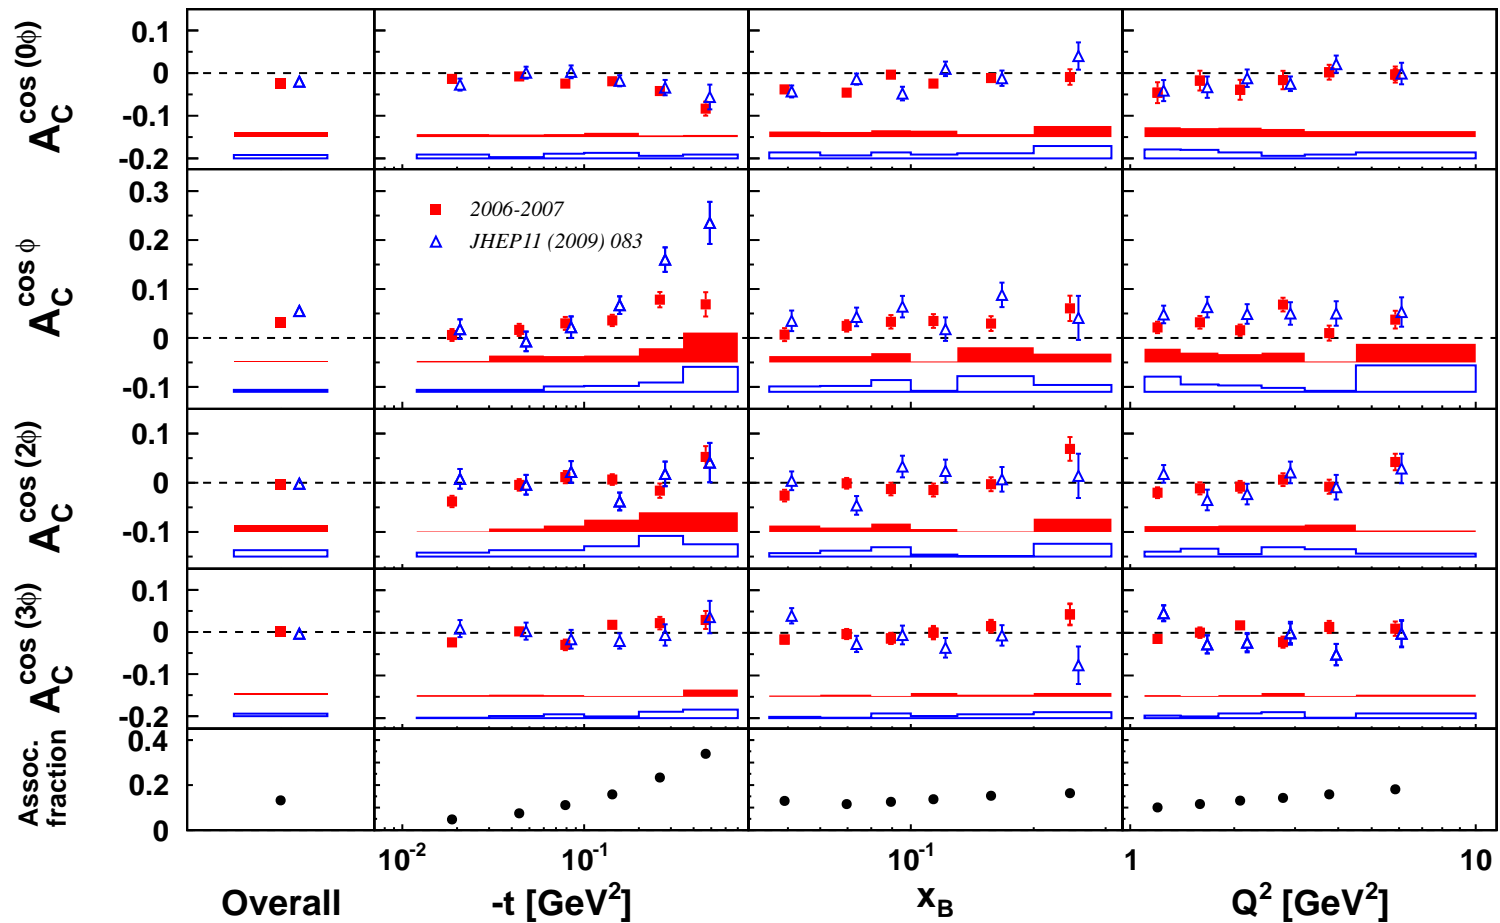 A_C^cos (0ϕ)
0.1
0
-0.1
-0.2
A_C^cos ϕ
0.3
0.2
0.1
0
-0.1
2006-2007
JHEP11 (2009) 083
A_C^cos (2ϕ)
0.1
0
-0.1
A_C^cos (3ϕ)
0.1
0
-0.1
-0.2
Assoc. fraction
0.4
0.2
0
10^-2
10^-1
10^-1
1
10
Overall
-t [GeV^2]
x_B
Q^2 [GeV^2]